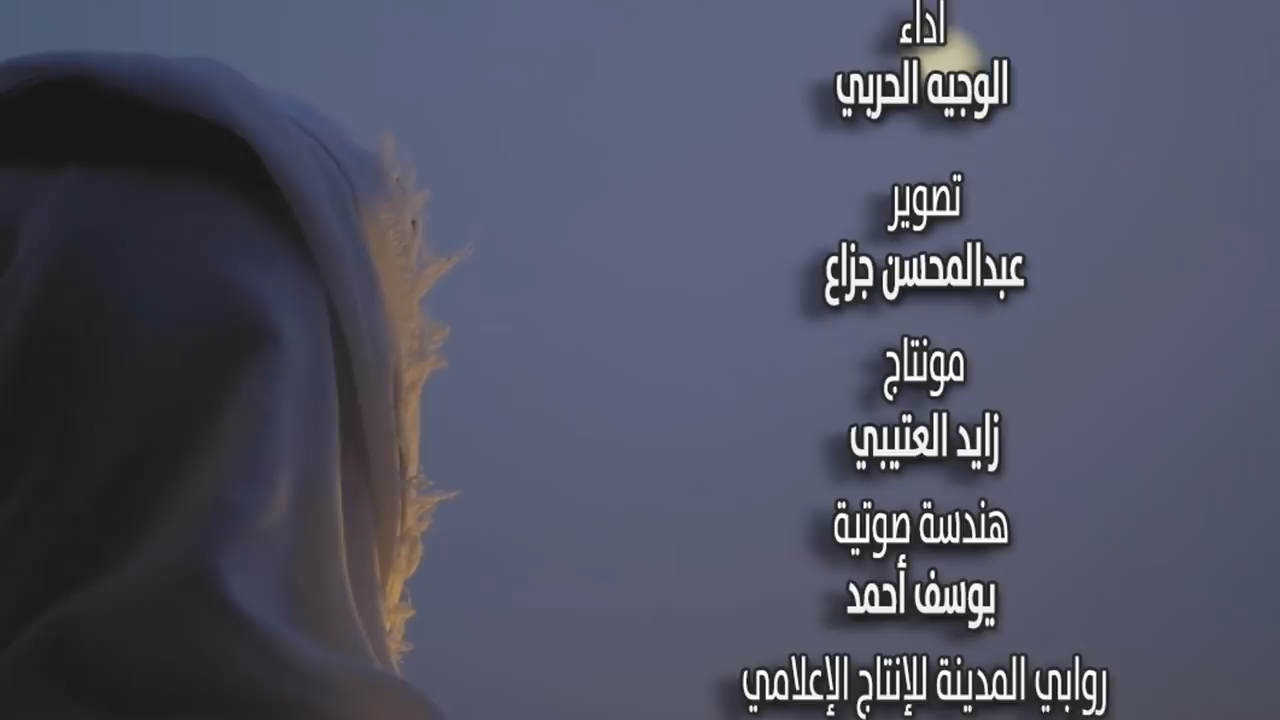 أداء
الوجيه الحربي
تصوير
عبدالمحسن جزاع
مونتاج
زايد العتيبي
هندسة صوتية
يوسف أحمد
روابي المدينة للإنتاج الإعلامي